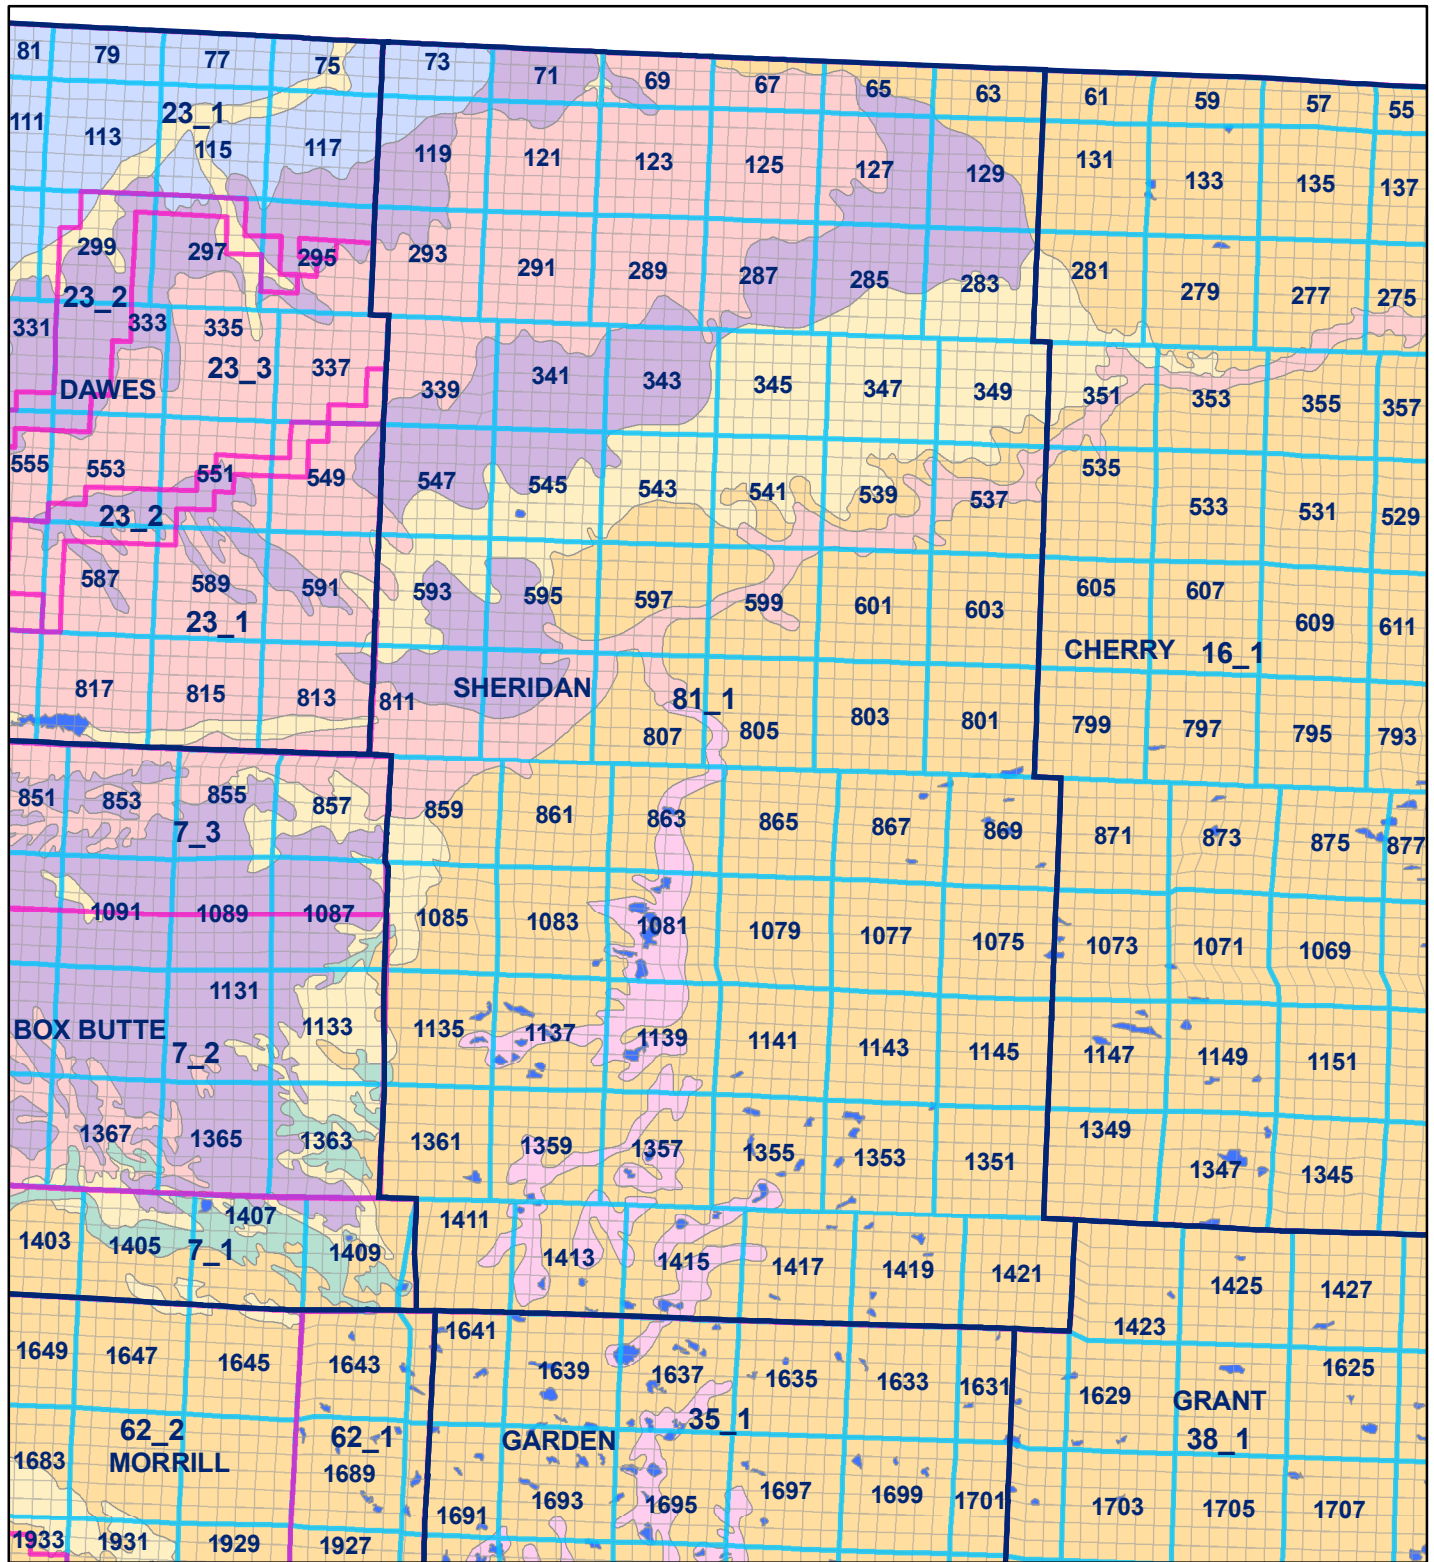 81 79 77 75 73 71 69 67 65 63 61 59 57 55
23_1
111 113 115 117 119 121 123 125 127 129 131 133 135 137
299 297 295 293 291 289 287 285 283 281 279 277 275
23_2
331 333 335 337 339 341 343 345 347 349 351 353 355 357
23_3
DAWES
555 553 551 549 547 545 543 541 539 537 535 533 531 529
23_2
587 589 591 593 595 597 599 601 603 605 607 609 611
23_1
CHERRY 16_1
817 815 813 811 807 805 803 801 799 797 795 793
SHERIDAN 81_1
851 853 855 857 859 861 863 865 867 869 871 873 875 877
7_3
1091 1089 1087 1085 1083 1081 1079 1077 1075 1073 1071 1069
1131 1133 1135 1137 1139 1141 1143 1145 1147 1149 1151
BOX BUTTE
7_2
1367 1365 1363 1361 1359 1357 1355 1353 1351 1349 1347 1345
1403 1405 1407 1409 1411 1413 1415 1417 1419 1421 1423 1425 1427
7_1
1649 1647 1645 1643 1641 1639 1637 1635 1633 1631 1629 1625
62_2 62_1 35_1 GRANT
MORRILL GARDEN 38_1
1683 1689 1691 1693 1695 1697 1699 1701 1703 1705 1707
1933 1931 1929 1927